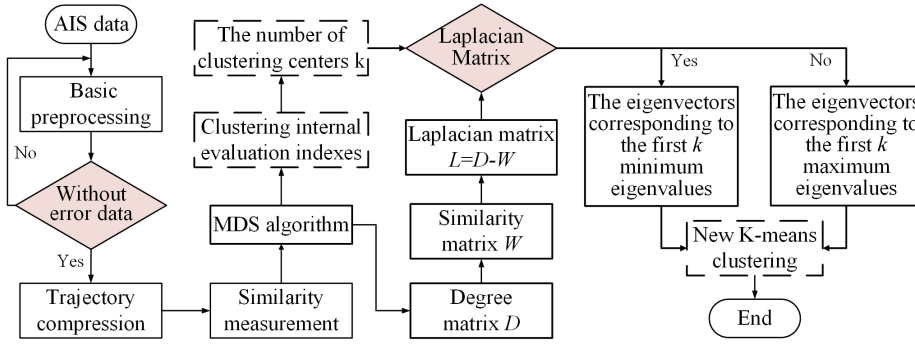 AIS data
Basic
preprocessing
No
Without
error data
Yes
Trajectory
compression
Similarity
measurement
MDS algorithm
Clustering internal
evaluation indexes
The number of
clustering centers k
Degree
matrix D
Similarity
matrix W
Laplacian matrix
L=D-W
Laplacian
Matrix
Yes
No
The eigenvectors
corresponding to
the first k
minimum
eigenvalues
The eigenvectors
corresponding to
the first k
maximum
eigenvalues
New K-means
clustering
End